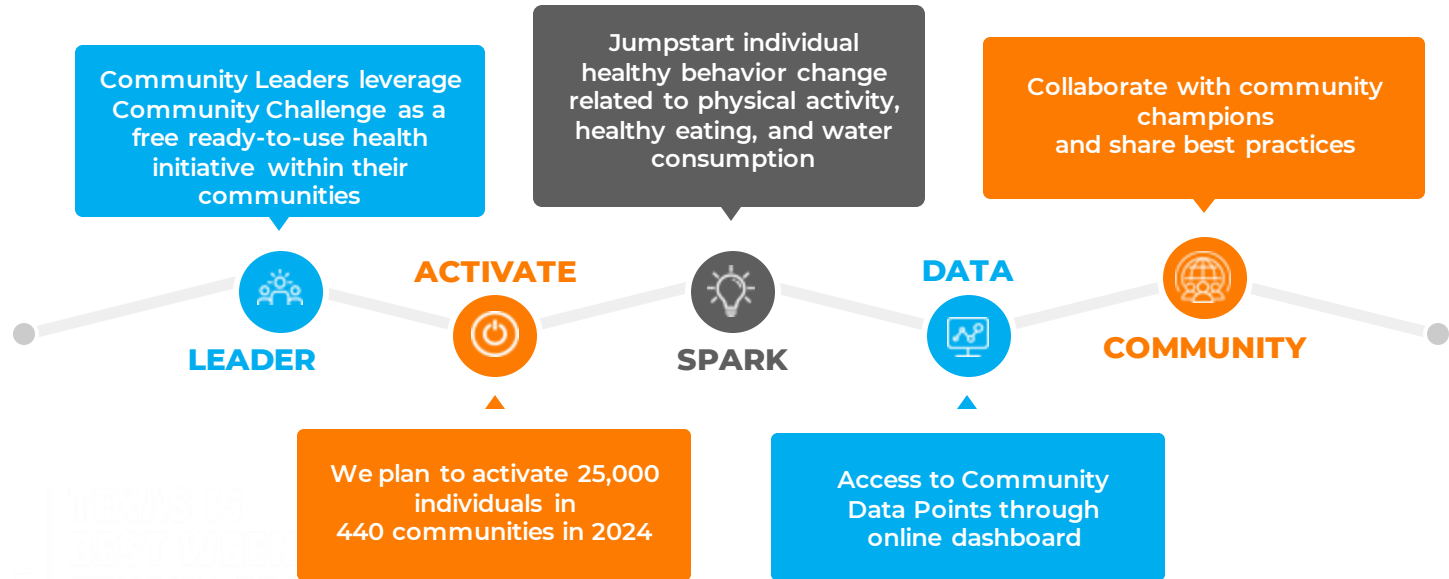 Community Leaders leverage
Community Challenge as a
free ready-to-use health
initiative within their
communities
LEADER
ACTIVATE
We plan to activate 25,000
individuals in
440 communities in 2024
Jumpstart individual
healthy behavior change
related to physical activity,
healthy eating, and water
consumption
SPARK
DATA
Access to Community
Data Points through
online dashboard
Collaborate with community
champions
and share best practices
COMMUNITY